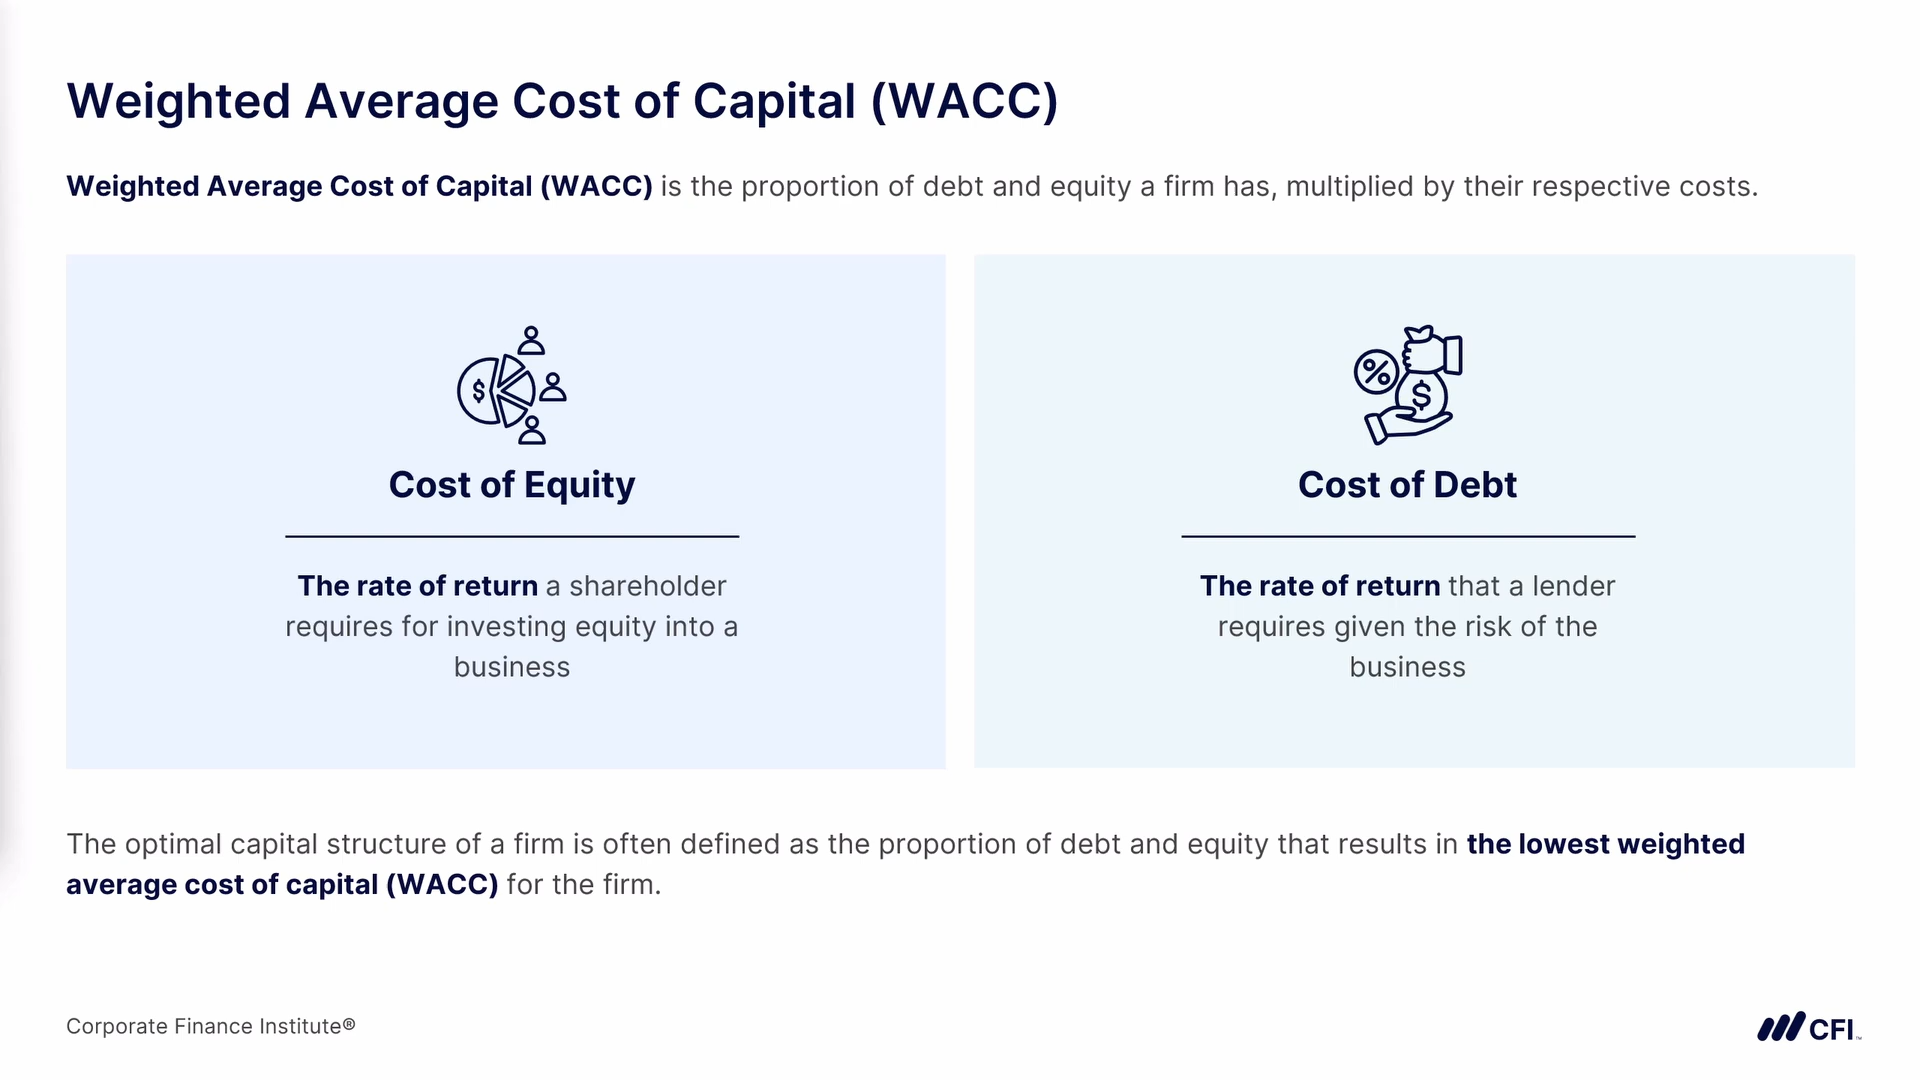 Weighted Average Cost of Capital (WACC)
Weighted Average Cost of Capital (WACC) is the proportion of debt and equity a firm has, multiplied by their respective costs.
$
Cost of Equity
The rate of return a shareholder
requires for investing equity into a
business
%
$
Cost of Debt
The rate of return that a lender
requires given the risk of the
business
The optimal capital structure of a firm is often defined as the proportion of debt and equity that results in the lowest weighted
average cost of capital (WACC) for the firm.
Corporate Finance Institute®
CFI™